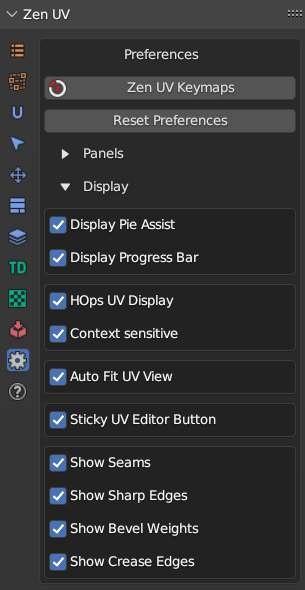 Zen UV
Preferences
Zen UV Keymaps
Reset Preferences
Panels
Display
Display Pie Assist
Display Progress Bar
HOps UV Display
Context sensitive
Auto Fit UV View
Sticky UV Editor Button
Show Seams
Show Sharp Edges
Show Bevel Weights
Show Crease Edges
TD